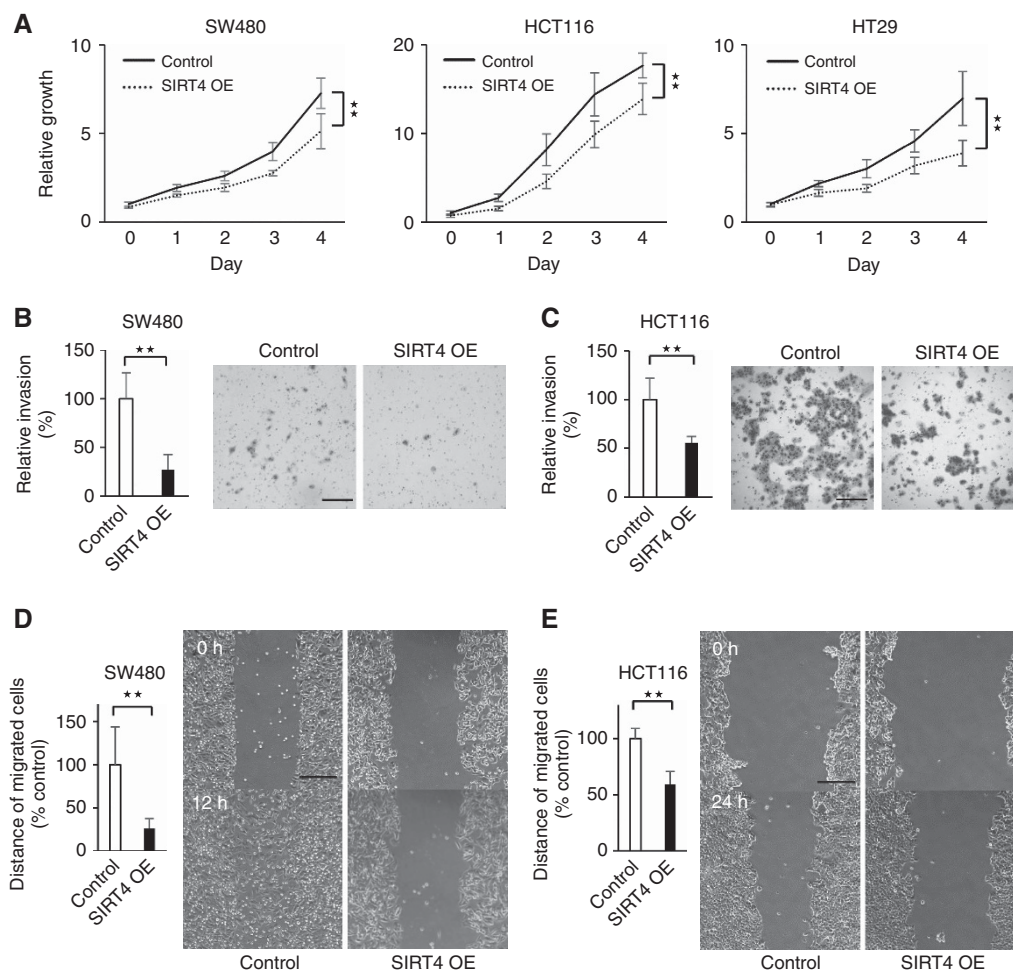 A
SW480
HCT116
HT29
Relative growth
10
5
0
Control
SIRT4 OE
★★
0 1 2 3 4
Day
20
10
0
Control
SIRT4 OE
★★
0 1 2 3 4
Day
10
5
0
Control
SIRT4 OE
★★
0 1 2 3 4
Day
B
SW480
Relative invasion
(%)
150
100
50
0
★★
Control
SIRT4 OE
Control
SIRT4 OE
C
HCT116
Relative invasion
(%)
150
100
50
0
★★
Control
SIRT4 OE
Control
SIRT4 OE
D
SW480
Distance of migrated cells
(% control)
150
100
50
0
★★
Control
SIRT4 OE
0 h
12 h
Control
SIRT4 OE
E
HCT116
Distance of migrated cells
(% control)
100
50
0
★★
Control
SIRT4 OE
0 h
24 h
Control
SIRT4 OE